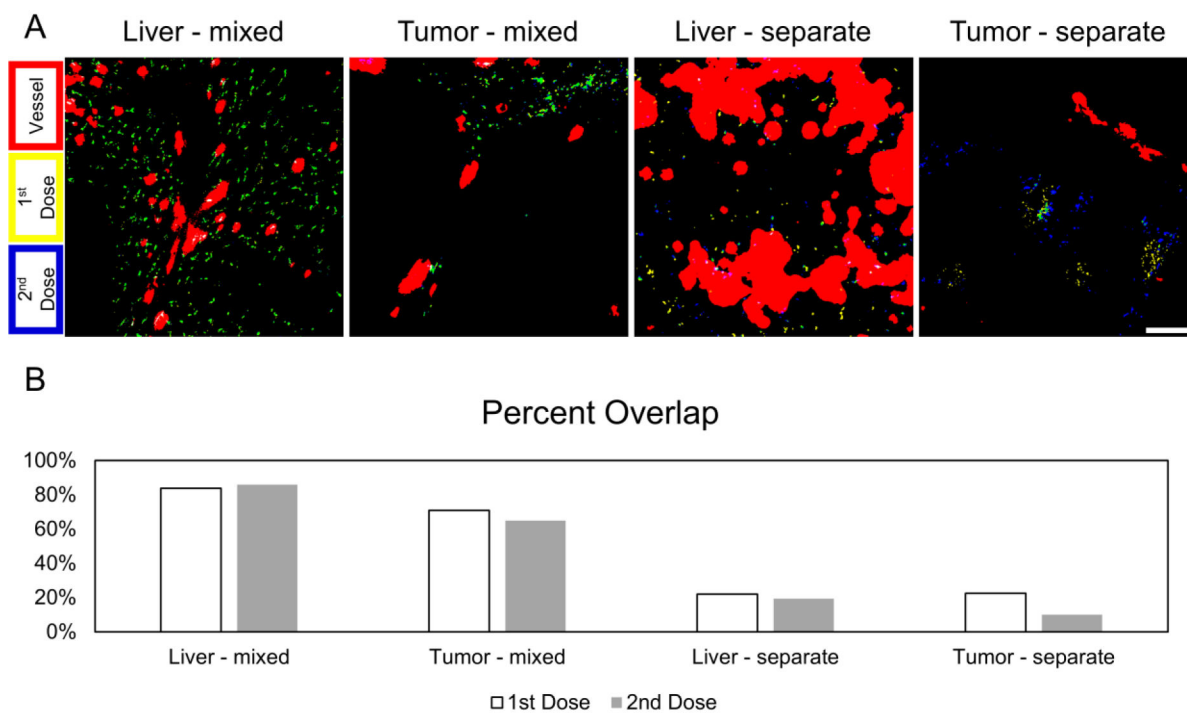 A
Liver - mixed
Tumor - mixed
Liver - separate
Tumor - separate
Vessel
1st
Dose
2nd
Dose
B
Percent Overlap
100%
80%
60%
40%
20%
0%
Liver - mixed
Tumor - mixed
Liver - separate
Tumor - separate
1st Dose
2nd Dose